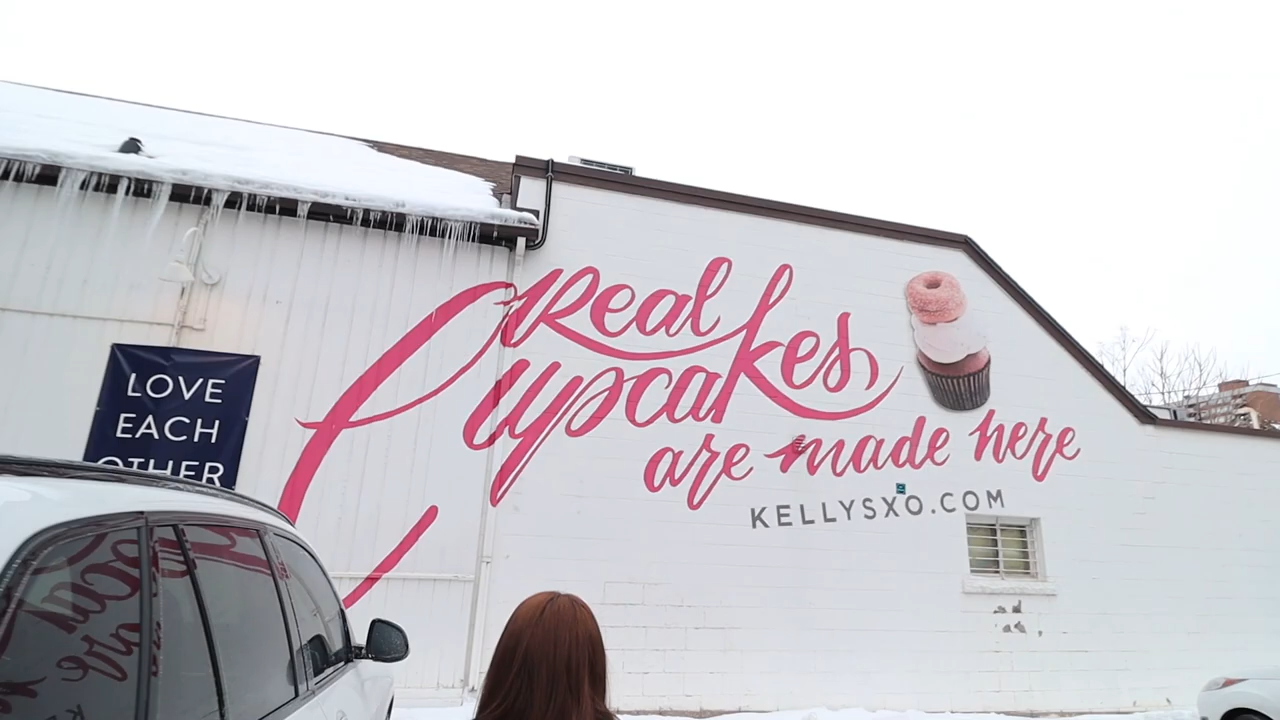 Real
Cupcakes
are made here
KELLYSXO.COM
LOVE
EACH
OTHER